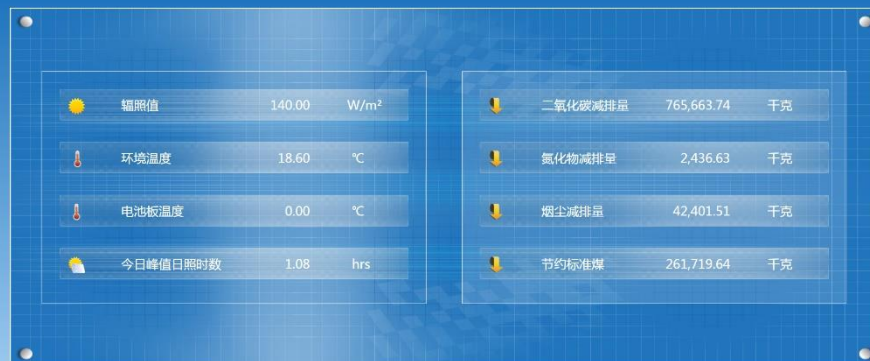 辐照值 140.00 W/m²
环境温度 18.60 ℃
电池板温度 0.00 ℃
今日峰值日照时数 1.08 hrs
二氧化碳减排量 765,663.74 千克
氮化物减排量 2,436.63 千克
烟尘减排量 42,401.51 千克
节约标准煤 261,719.64 千克